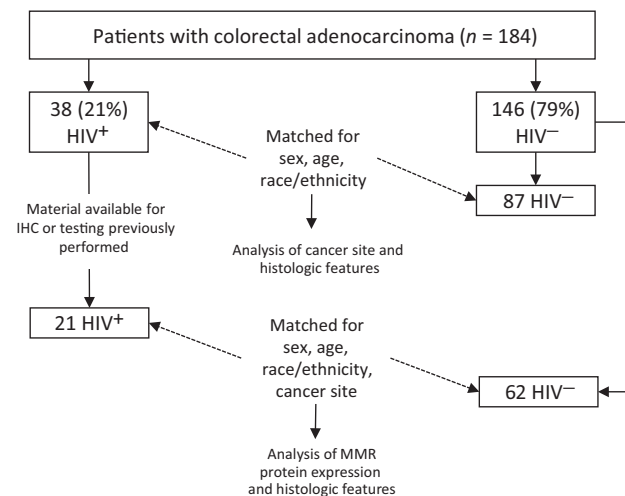 Patients with colorectal adenocarcinoma (n = 184)
38 (21%)
HIV+
146 (79%)
HIV−
Matched for
sex, age,
race/ethnicity
87 HIV−
Material available for
IHC or testing previously
performed
Analysis of cancer site and
histologic features
21 HIV+
Matched for
sex, age,
race/ethnicity,
cancer site
62 HIV−
Analysis of MMR
protein expression
and histologic features